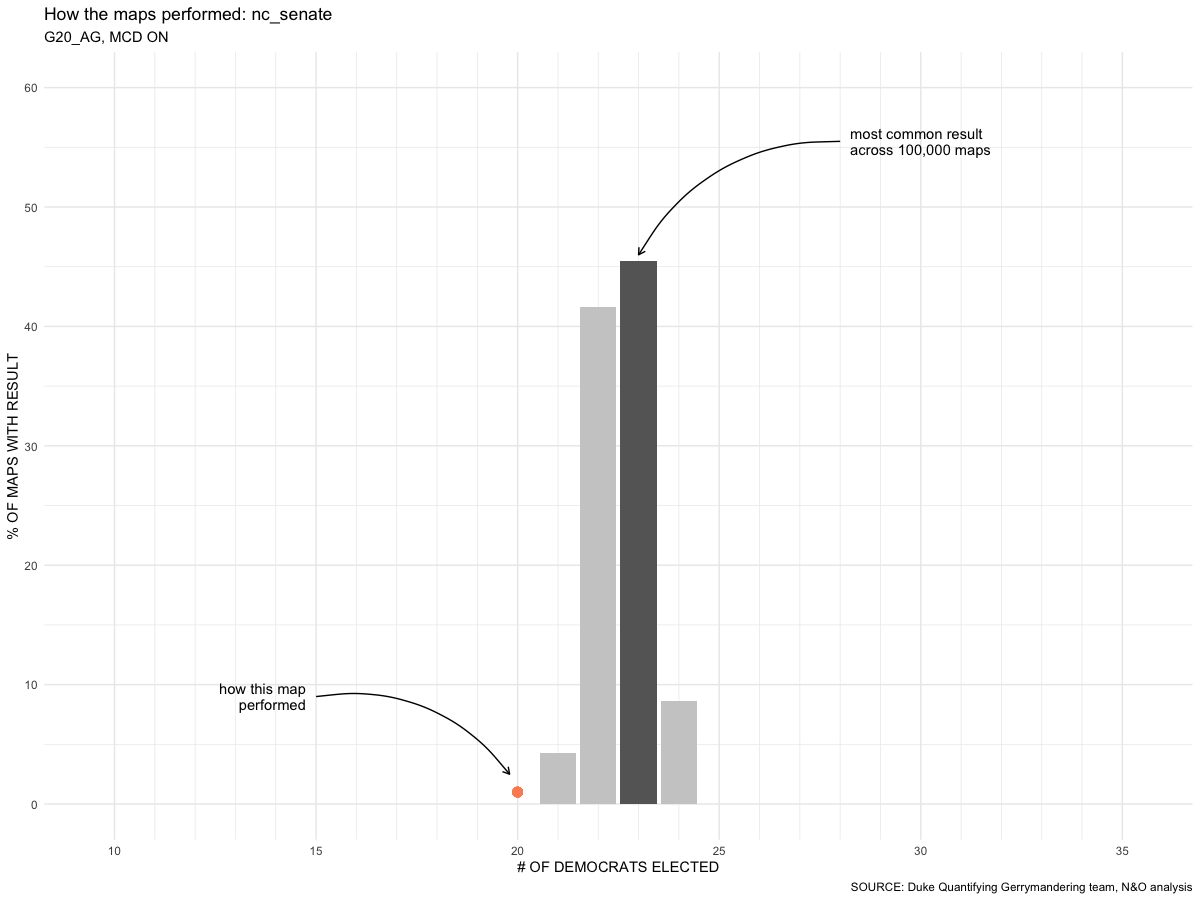 How the maps performed: nc_senate
G20_AG, MCD ON
60
50
40
30
20
10
0
% OF MAPS WITH RESULT
most common result
across 100,000 maps
how this map
performed
10
15
20
25
30
35
# OF DEMOCRATS ELECTED
SOURCE: Duke Quantifying Gerrymandering team, N&O analysis